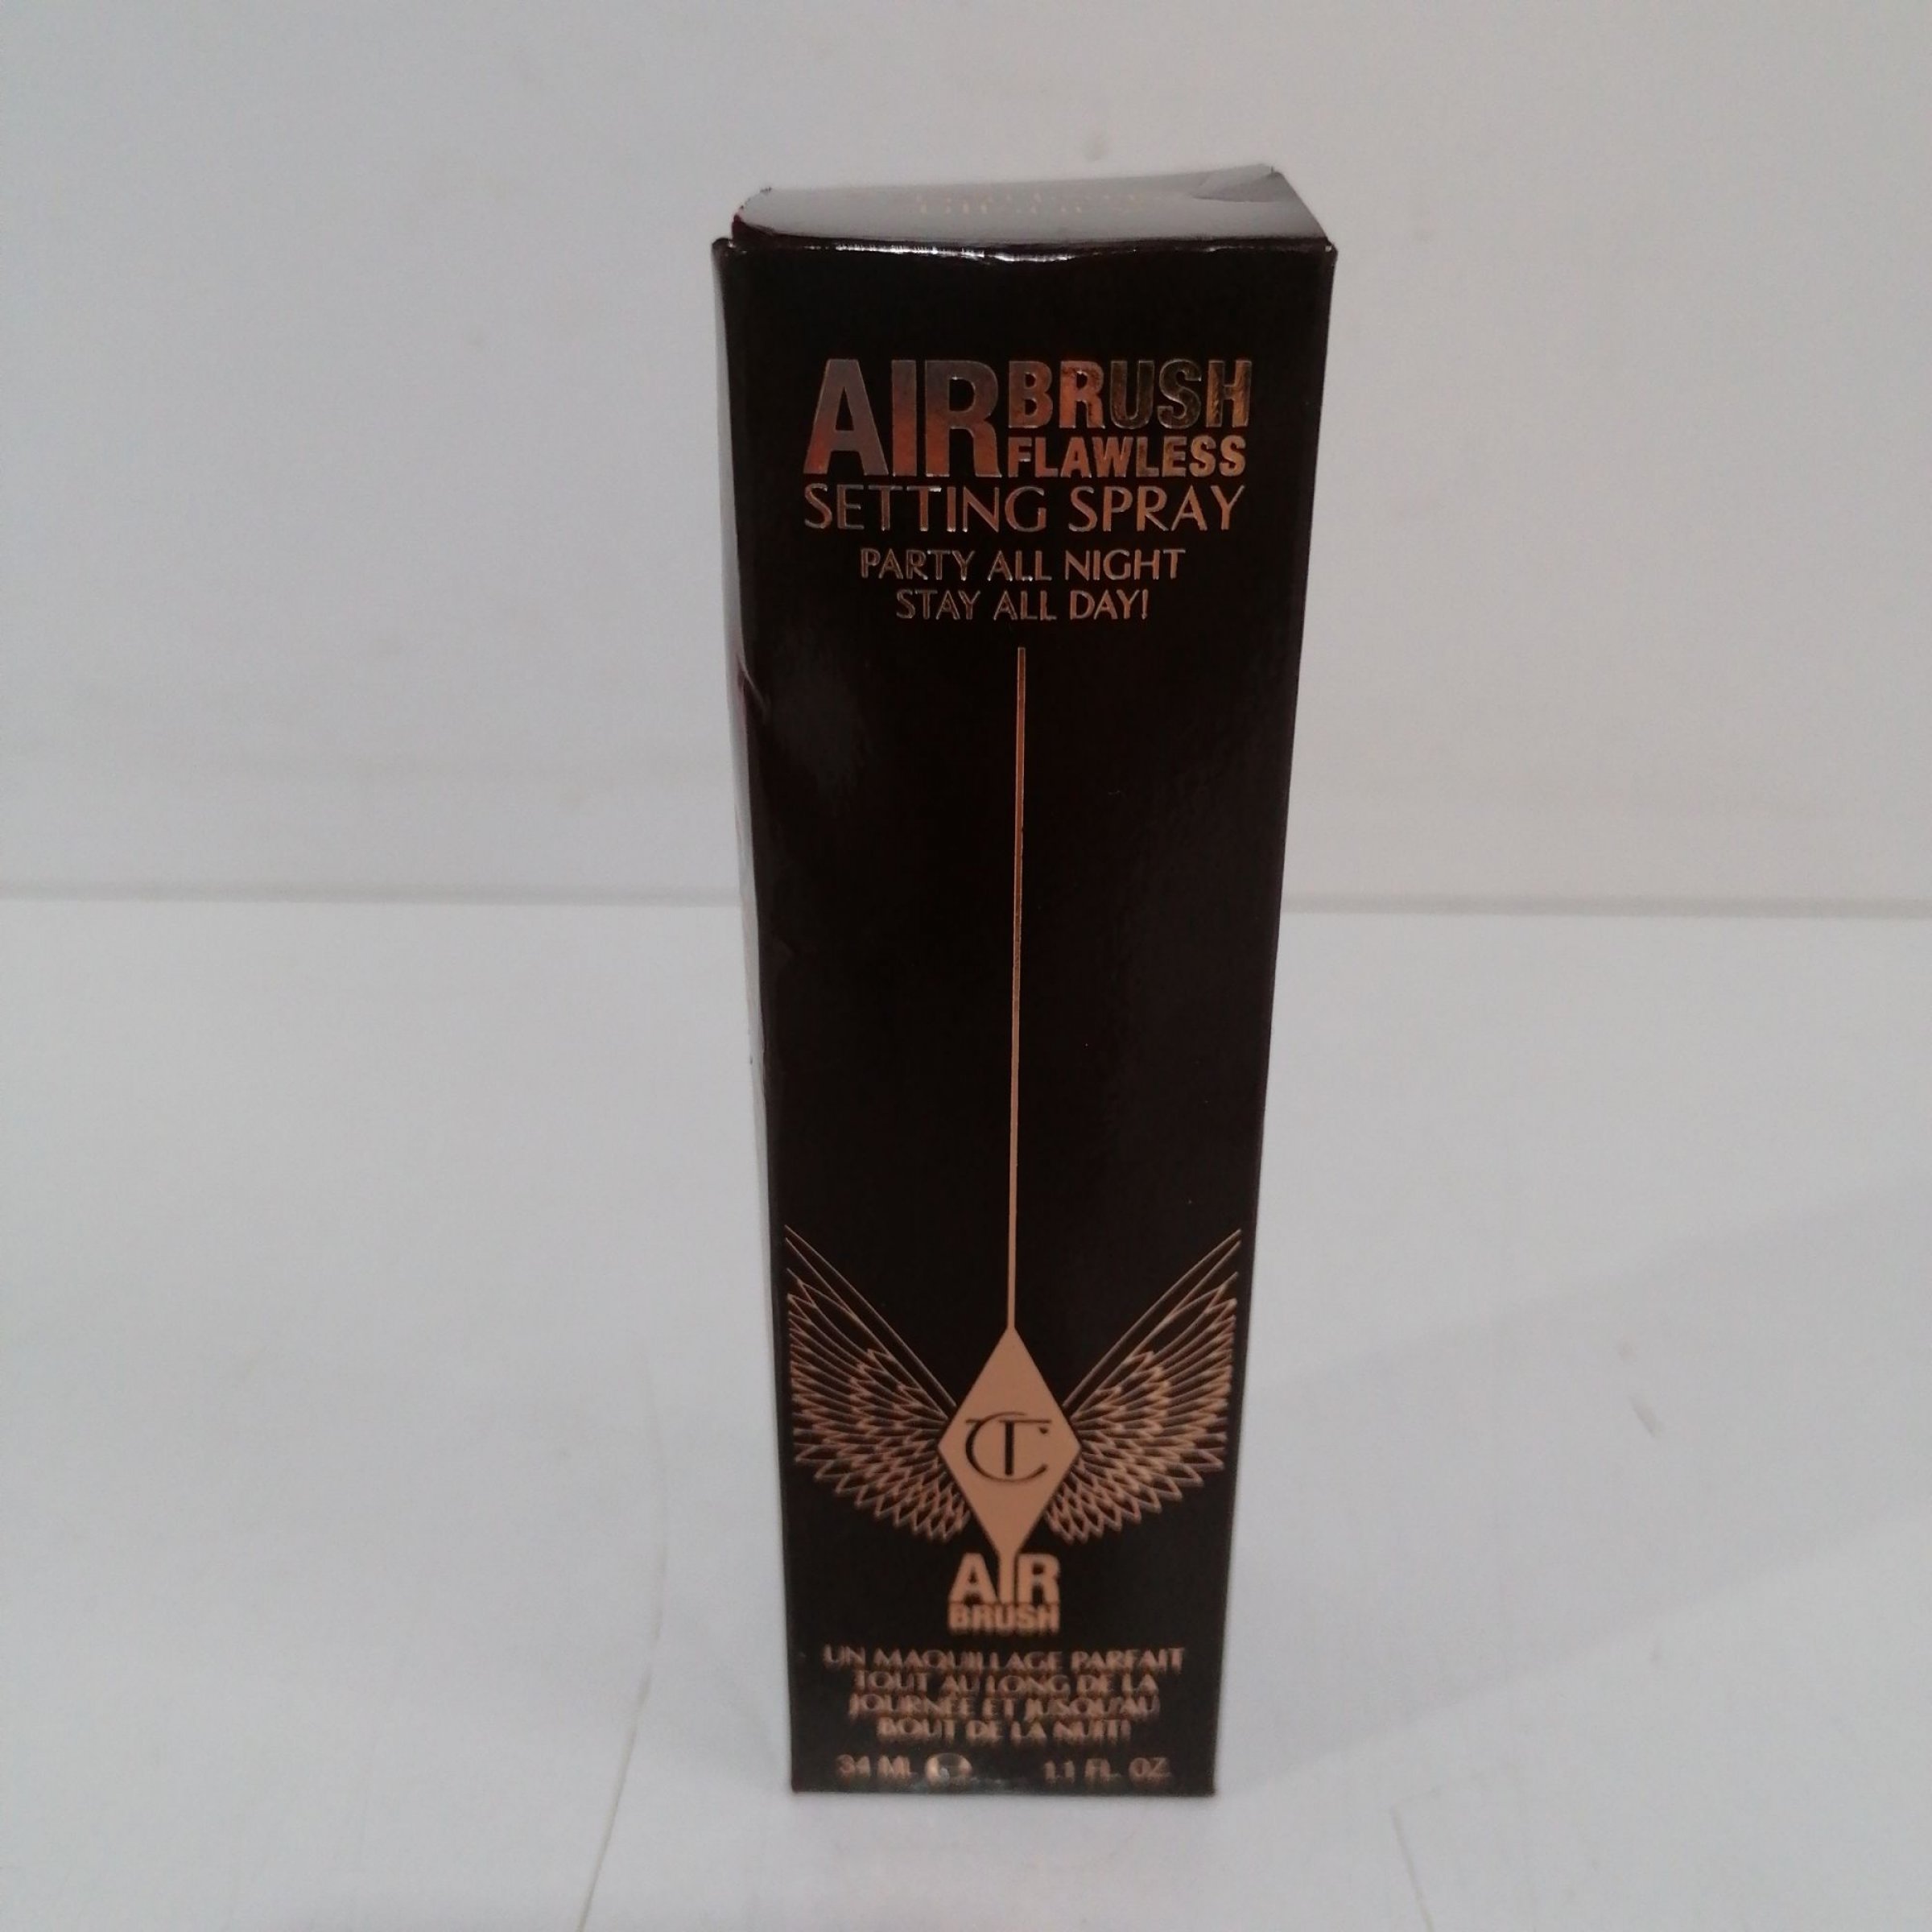 AIRBRUSH
FLAWLESS
SETTING SPRAY
PARTY ALL NIGHT
STAY ALL DAY!
CT
AIR
BRUSH
UN MAQUILLAGE PARFAIT
TOUT AU LONG DE LA
JOURNÉE ET JUSQU'AU
BOUT DE LA NUIT!
34 ML 1.1 FL. OZ.